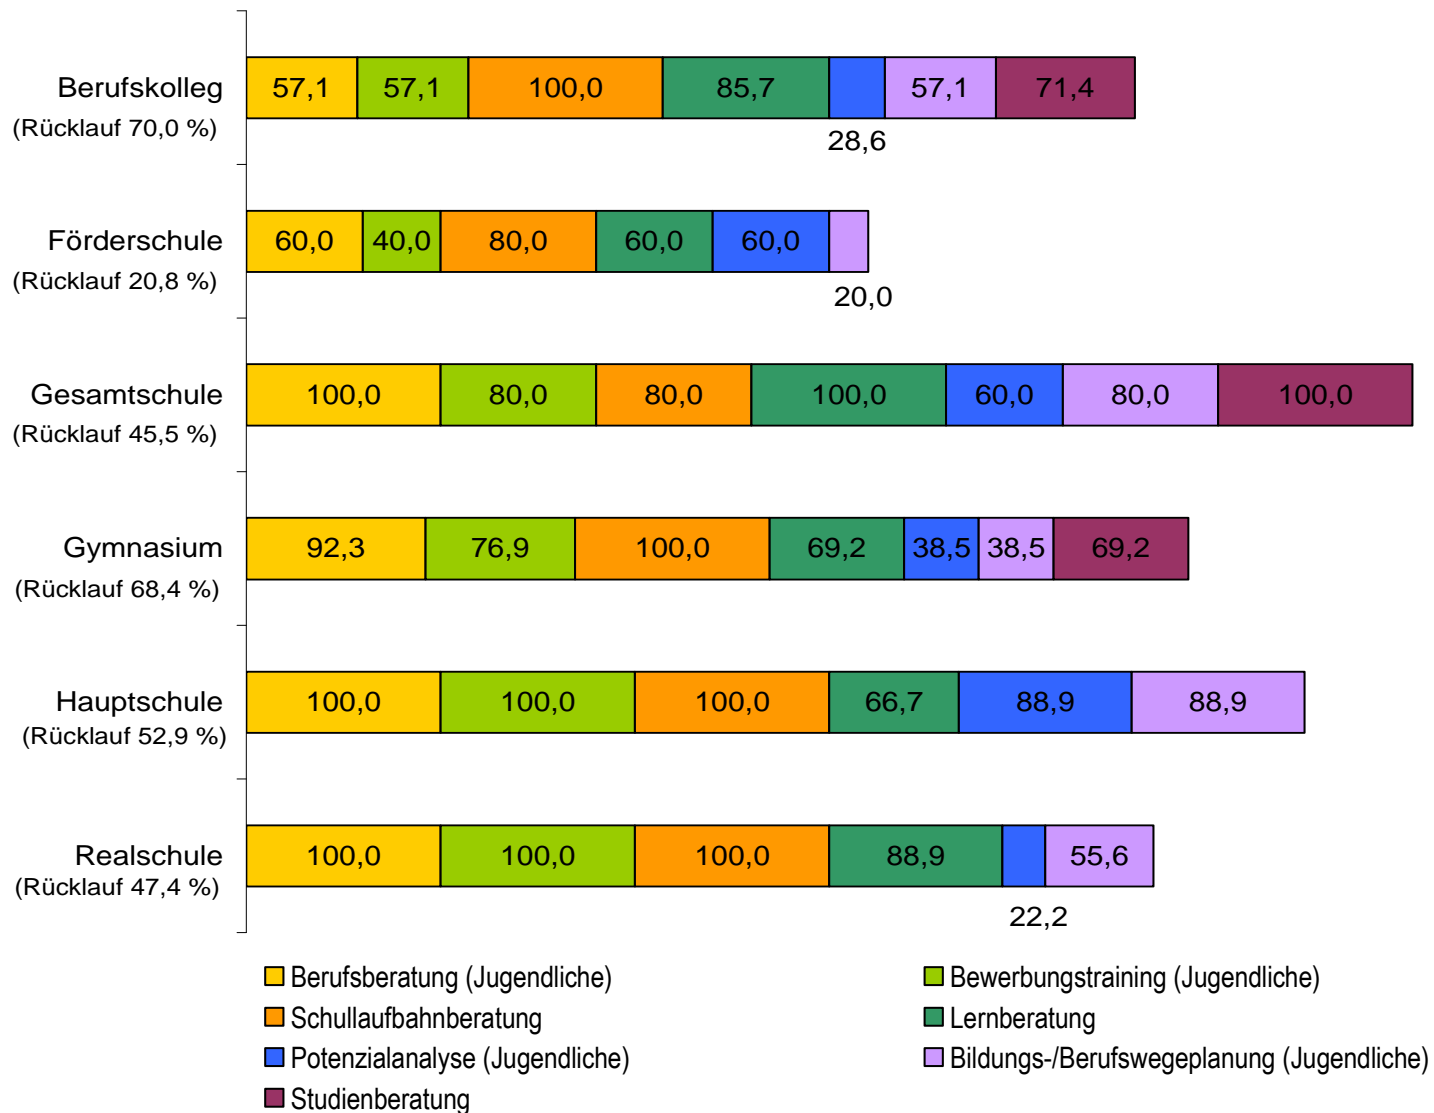 Berufskolleg
(Rücklauf 70,0 %)
57,1 57,1 100,0 85,7 57,1 71,4
28,6
Förderschule
(Rücklauf 20,8 %)
60,0 40,0 80,0 60,0 60,0
20,0
Gesamtschule
(Rücklauf 45,5 %)
100,0 80,0 80,0 100,0 60,0 80,0 100,0
Gymnasium
(Rücklauf 68,4 %)
92,3 76,9 100,0 69,2 38,5 38,5 69,2
Hauptschule
(Rücklauf 52,9 %)
100,0 100,0 100,0 66,7 88,9 88,9
Realschule
(Rücklauf 47,4 %)
100,0 100,0 100,0 88,9 55,6
22,2
Berufsberatung (Jugendliche)
Bewerbungstraining (Jugendliche)
Schullaufbahnberatung
Lernberatung
Potenzialanalyse (Jugendliche)
Bildungs-/Berufswegeplanung (Jugendliche)
Studienberatung